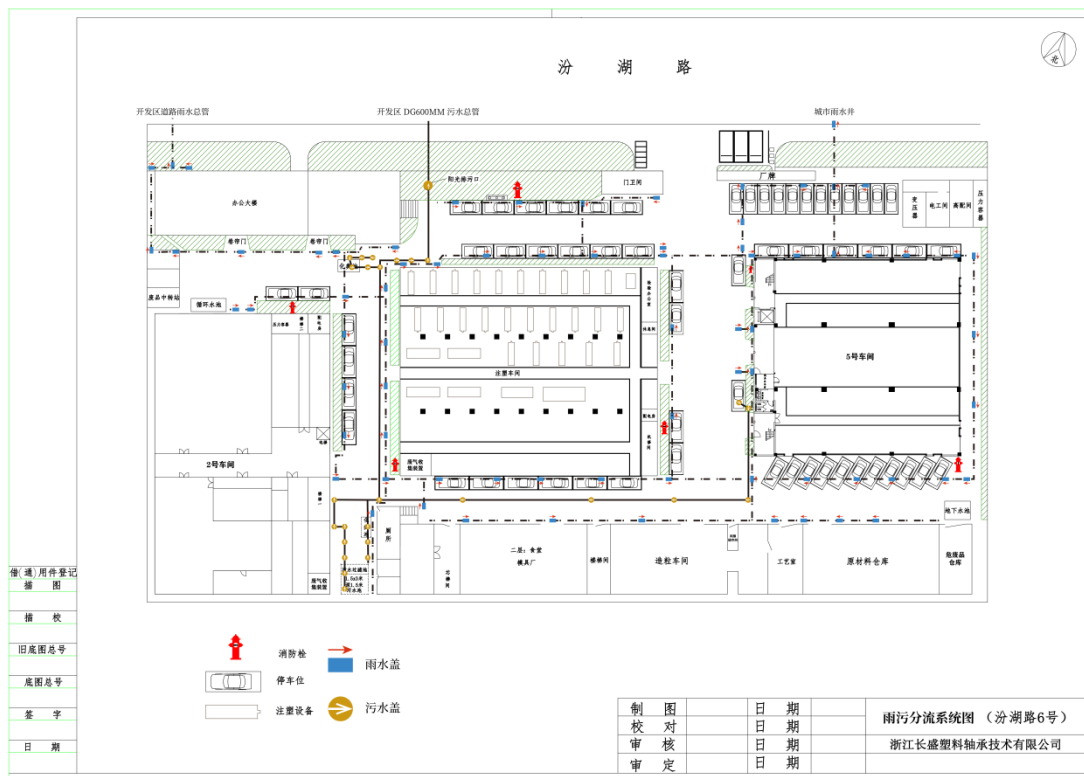 汾 湖 路
北
开发区道路雨水总管
开发区 DG600MM 污水总管
城市雨水井
阳光排污口
门卫间
厂牌
办公大楼
变压器
电工间
高配间
压力容器
卷帘门
卷帘门
废品中转站
循环水池
压力容器
配电房
注塑车间
5号车间
配电房
2号车间
电梯
废气收集装置
地下水池
厕所
二层：食堂
模具厂
楼梯间
造粒车间
工艺室
原材料仓库
危废品仓库
废气收集装置
消防栓
雨水盖
停车位
注塑设备
污水盖
借(通)用件登记
描 图
描 校
旧底图总号
底图总号
签 字
日 期
制 图
日 期
校 对
日 期
审 核
日 期
审 定
日 期
雨污分流系统图 （汾湖路6号）
浙江长盛塑料轴承技术有限公司